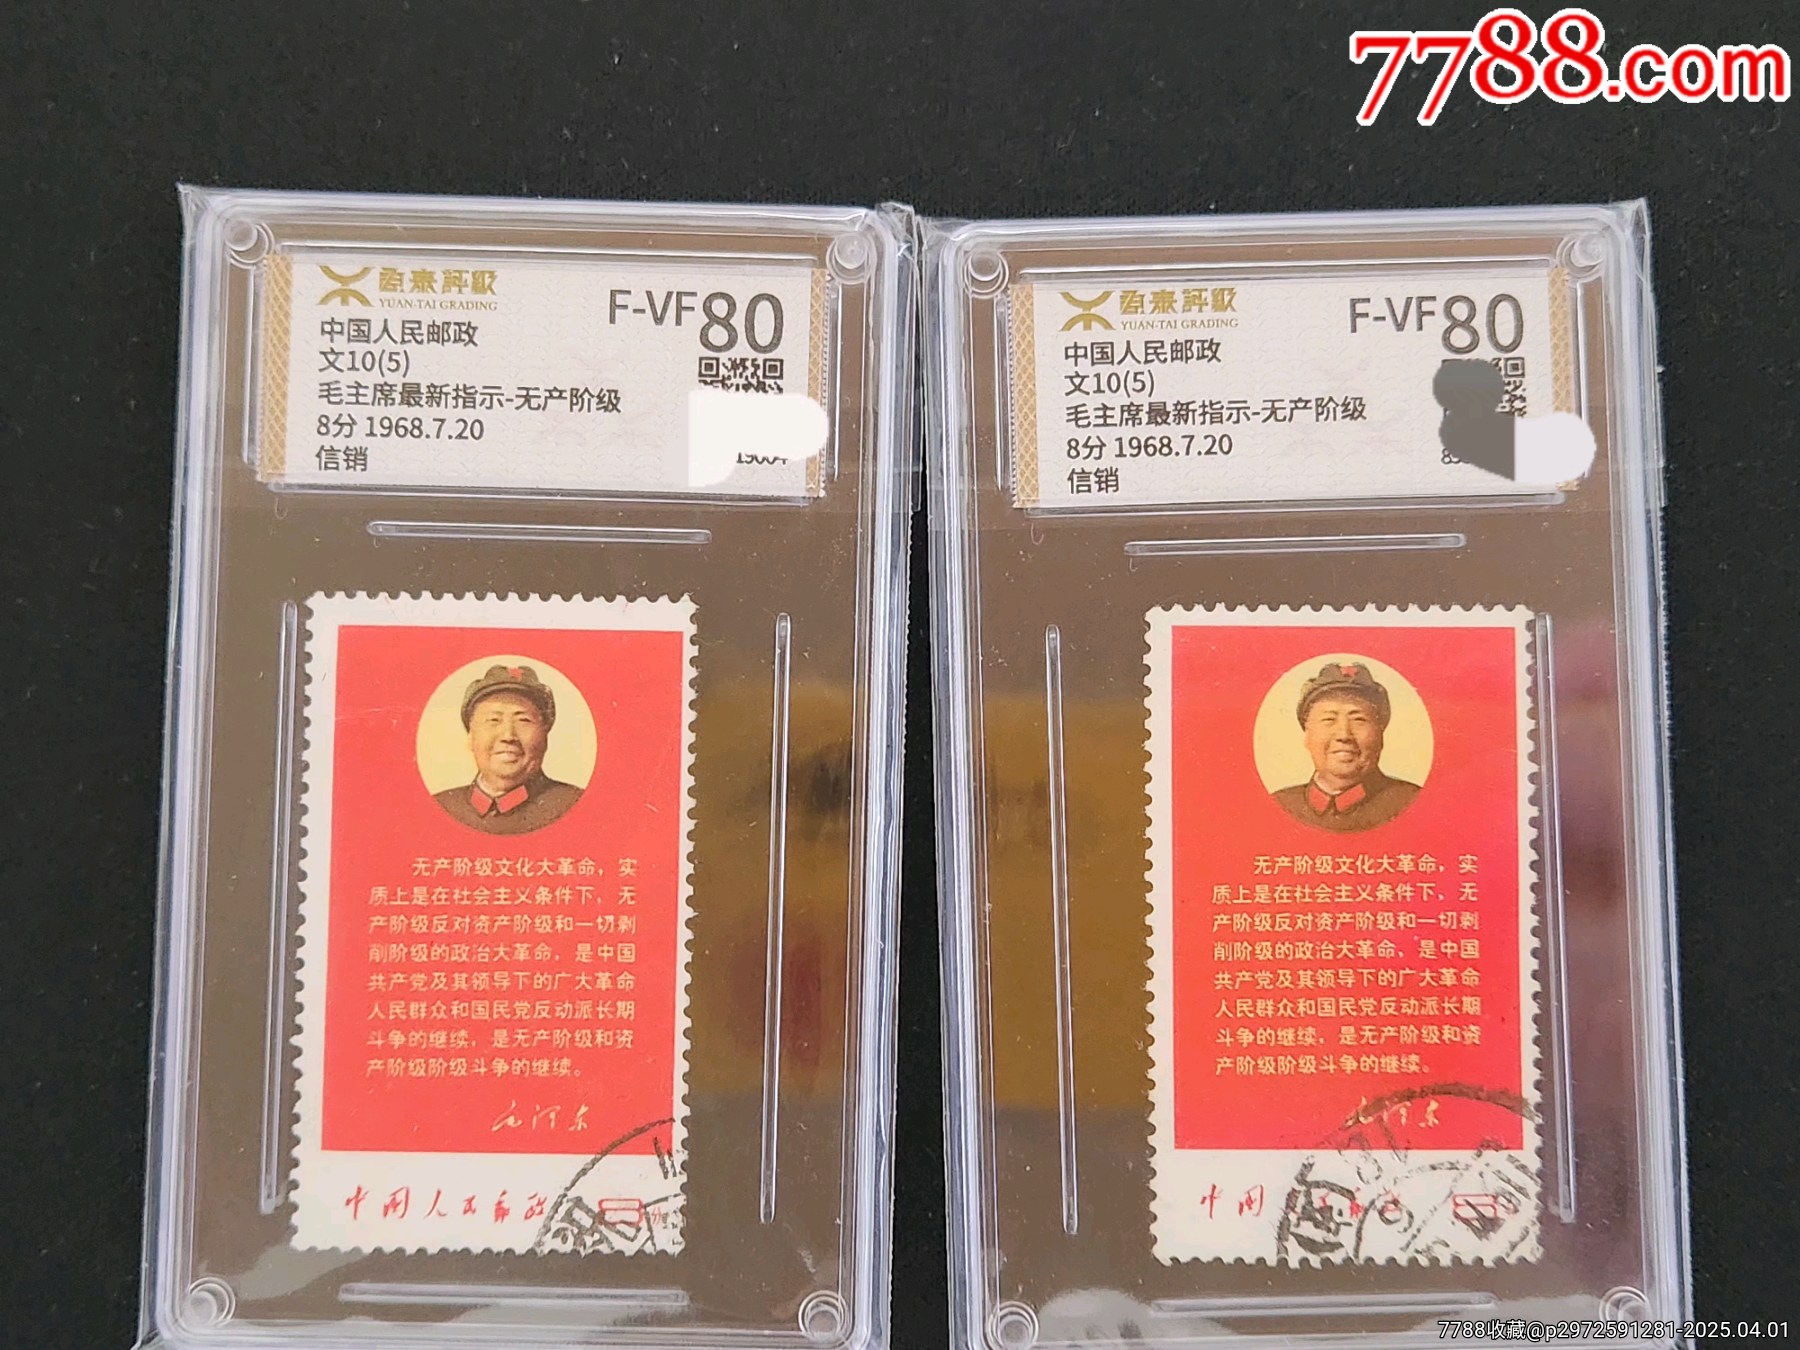 7788.com
源泰評級
YUAN-TAI GRADING
F-VF80
中国人民邮政
文10(5)
毛主席最新指示-无产阶级
8分 1968.7.20
信销
源泰評級
YUAN-TAI GRADING
F-VF80
中国人民邮政
文10(5)
毛主席最新指示-无产阶级
8分 1968.7.20
信销
无产阶级文化大革命，实
质上是在社会主义条件下，无
产阶级反对资产阶级和一切剥
削阶级的政治大革命，是中国
共产党及其领导下的广大革命
人民群众和国民党反动派长期
斗争的继续，是无产阶级和资
产阶级阶级斗争的继续。
毛泽东
中国人民邮政
8分
无产阶级文化大革命，实
质上是在社会主义条件下，无
产阶级反对资产阶级和一切剥
削阶级的政治大革命，是中国
共产党及其领导下的广大革命
人民群众和国民党反动派长期
斗争的继续，是无产阶级和资
产阶级阶级斗争的继续。
毛泽东
中国
7788收藏@p2972591281-2025.04.01